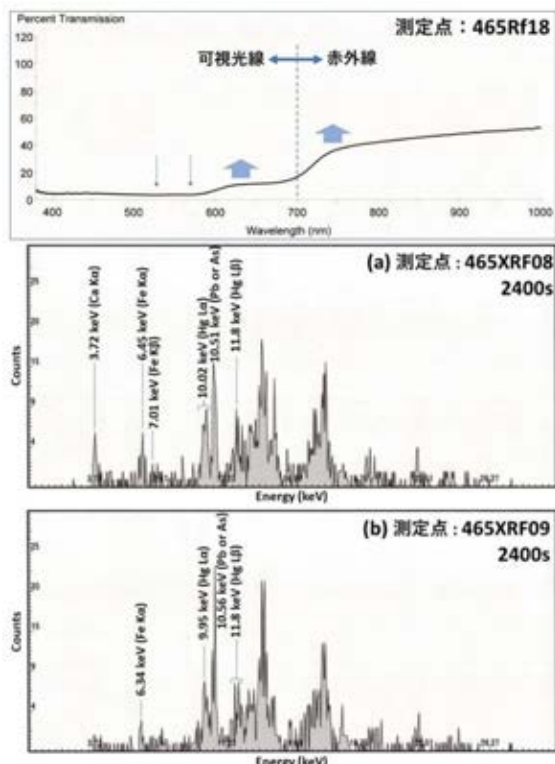 Percent Transmission
測定点：465Rf18
可視光線 赤外線
120
100
80
60
40
20
0
400 500 600 700 800 900 1000
Wavelength (nm)
(a) 測定点 : 465XRF08
2400s
3.72 keV (Ca Kα)
6.45 keV (Fe Kα)
7.01 keV (Fe Kβ)
10.02 keV (Hg Lα)
10.51 keV (Pb or As)
11.8 keV (Hg Lβ)
Counts
Energy (keV)
(b) 測定点 : 465XRF09
2400s
6.34 keV (Fe Kα)
9.95 keV (Hg Lα)
10.56 keV (Pb or As)
11.8 keV (Hg Lβ)
Counts
Energy (keV)